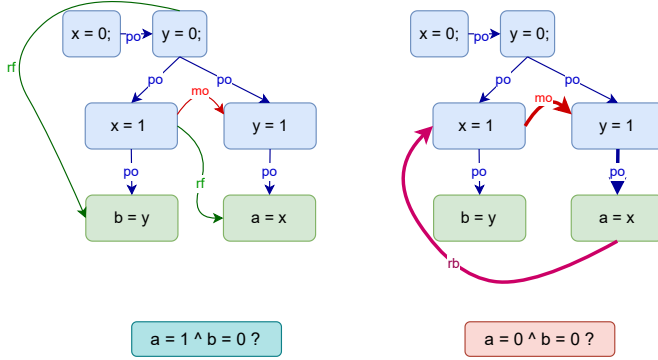 x = 0; po y = 0; x = 0; po y = 0;
rf po po po po
mo mo
x = 1 y = 1 x = 1 y = 1
po rf po po po
b = y a = x b = y a = x
rb
a = 1 ^ b = 0 ? a = 0 ^ b = 0 ?